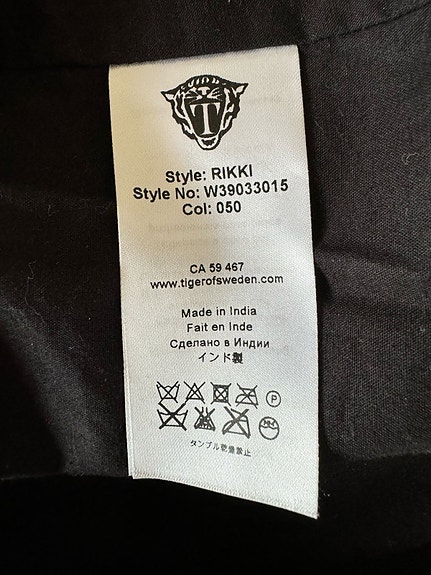 T
Style: RIKKI
Style No: W39033015
Col: 050
CA 59 467
www.tigerofsweden.com
Made in India
Fait en Inde
Сделано в Индии
インド製
P
タンブル乾燥禁止